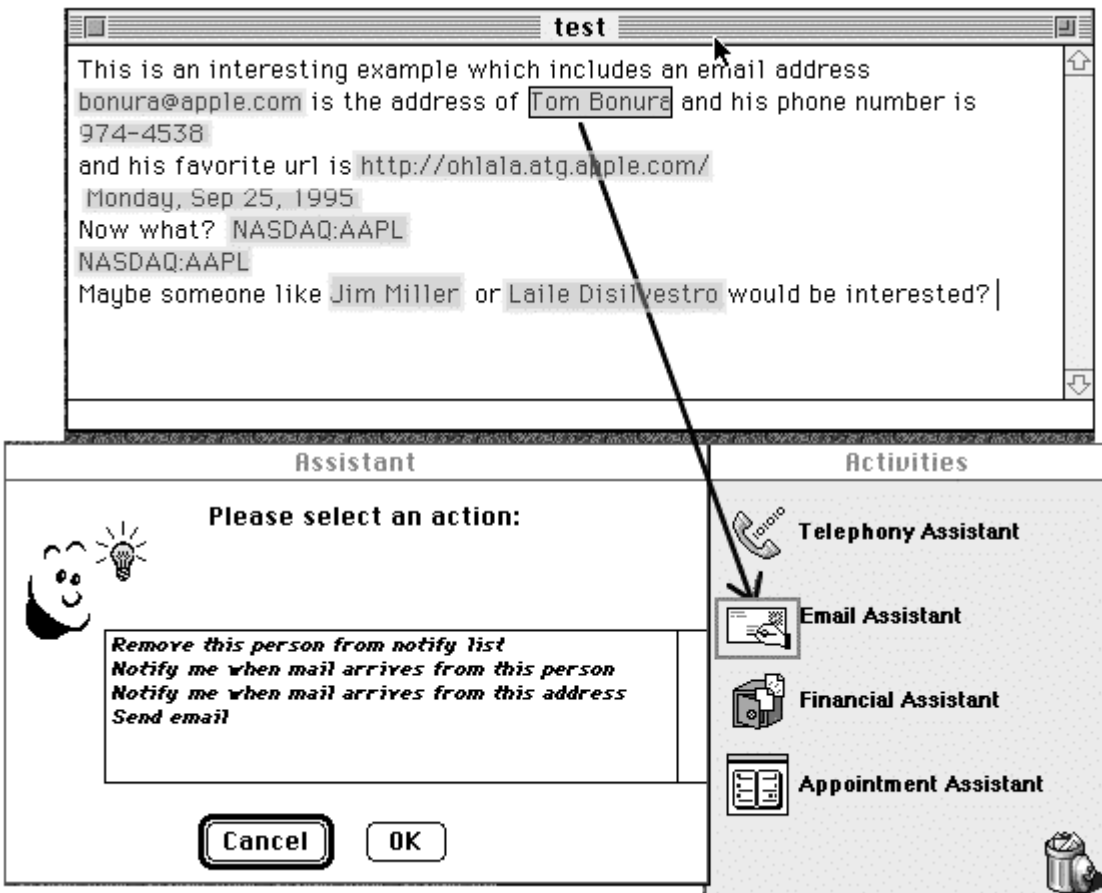 test
This is an interesting example which includes an email address
bonura@apple.com is the address of Tom Bonura and his phone number is
974-4538
and his favorite url is http://ohlala.atg.apple.com/
Monday, Sep 25, 1995
Now what? NASDAQ:AAPL
NASDAQ:AAPL
Maybe someone like Jim Miller or Laile Disilvestro would be interested?
Assistant
Please select an action:
Remove this person from notify list
Notify me when mail arrives from this person
Notify me when mail arrives from this address
Send email
Cancel
OK
Activities
Telephony Assistant
Email Assistant
Financial Assistant
Appointment Assistant